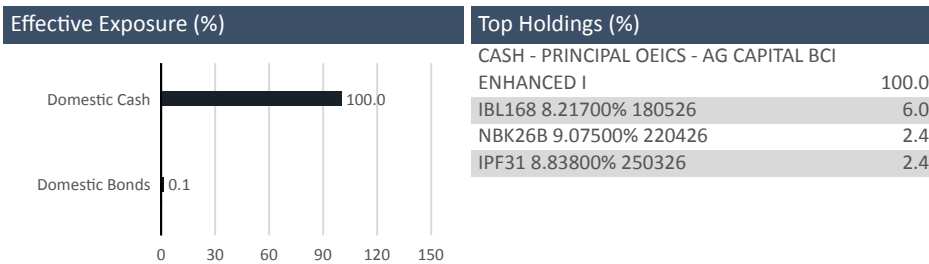 Effective Exposure (%)
Domestic Cash 100.0
Domestic Bonds 0.1
0 30 60 90 120 150
Top Holdings (%)
CASH - PRINCIPAL OEICS - AG CAPITAL BCI
ENHANCED I 100.0
IBL168 8.21700% 180526 6.0
NBK26B 9.07500% 220426 2.4
IPF31 8.83800% 250326 2.4